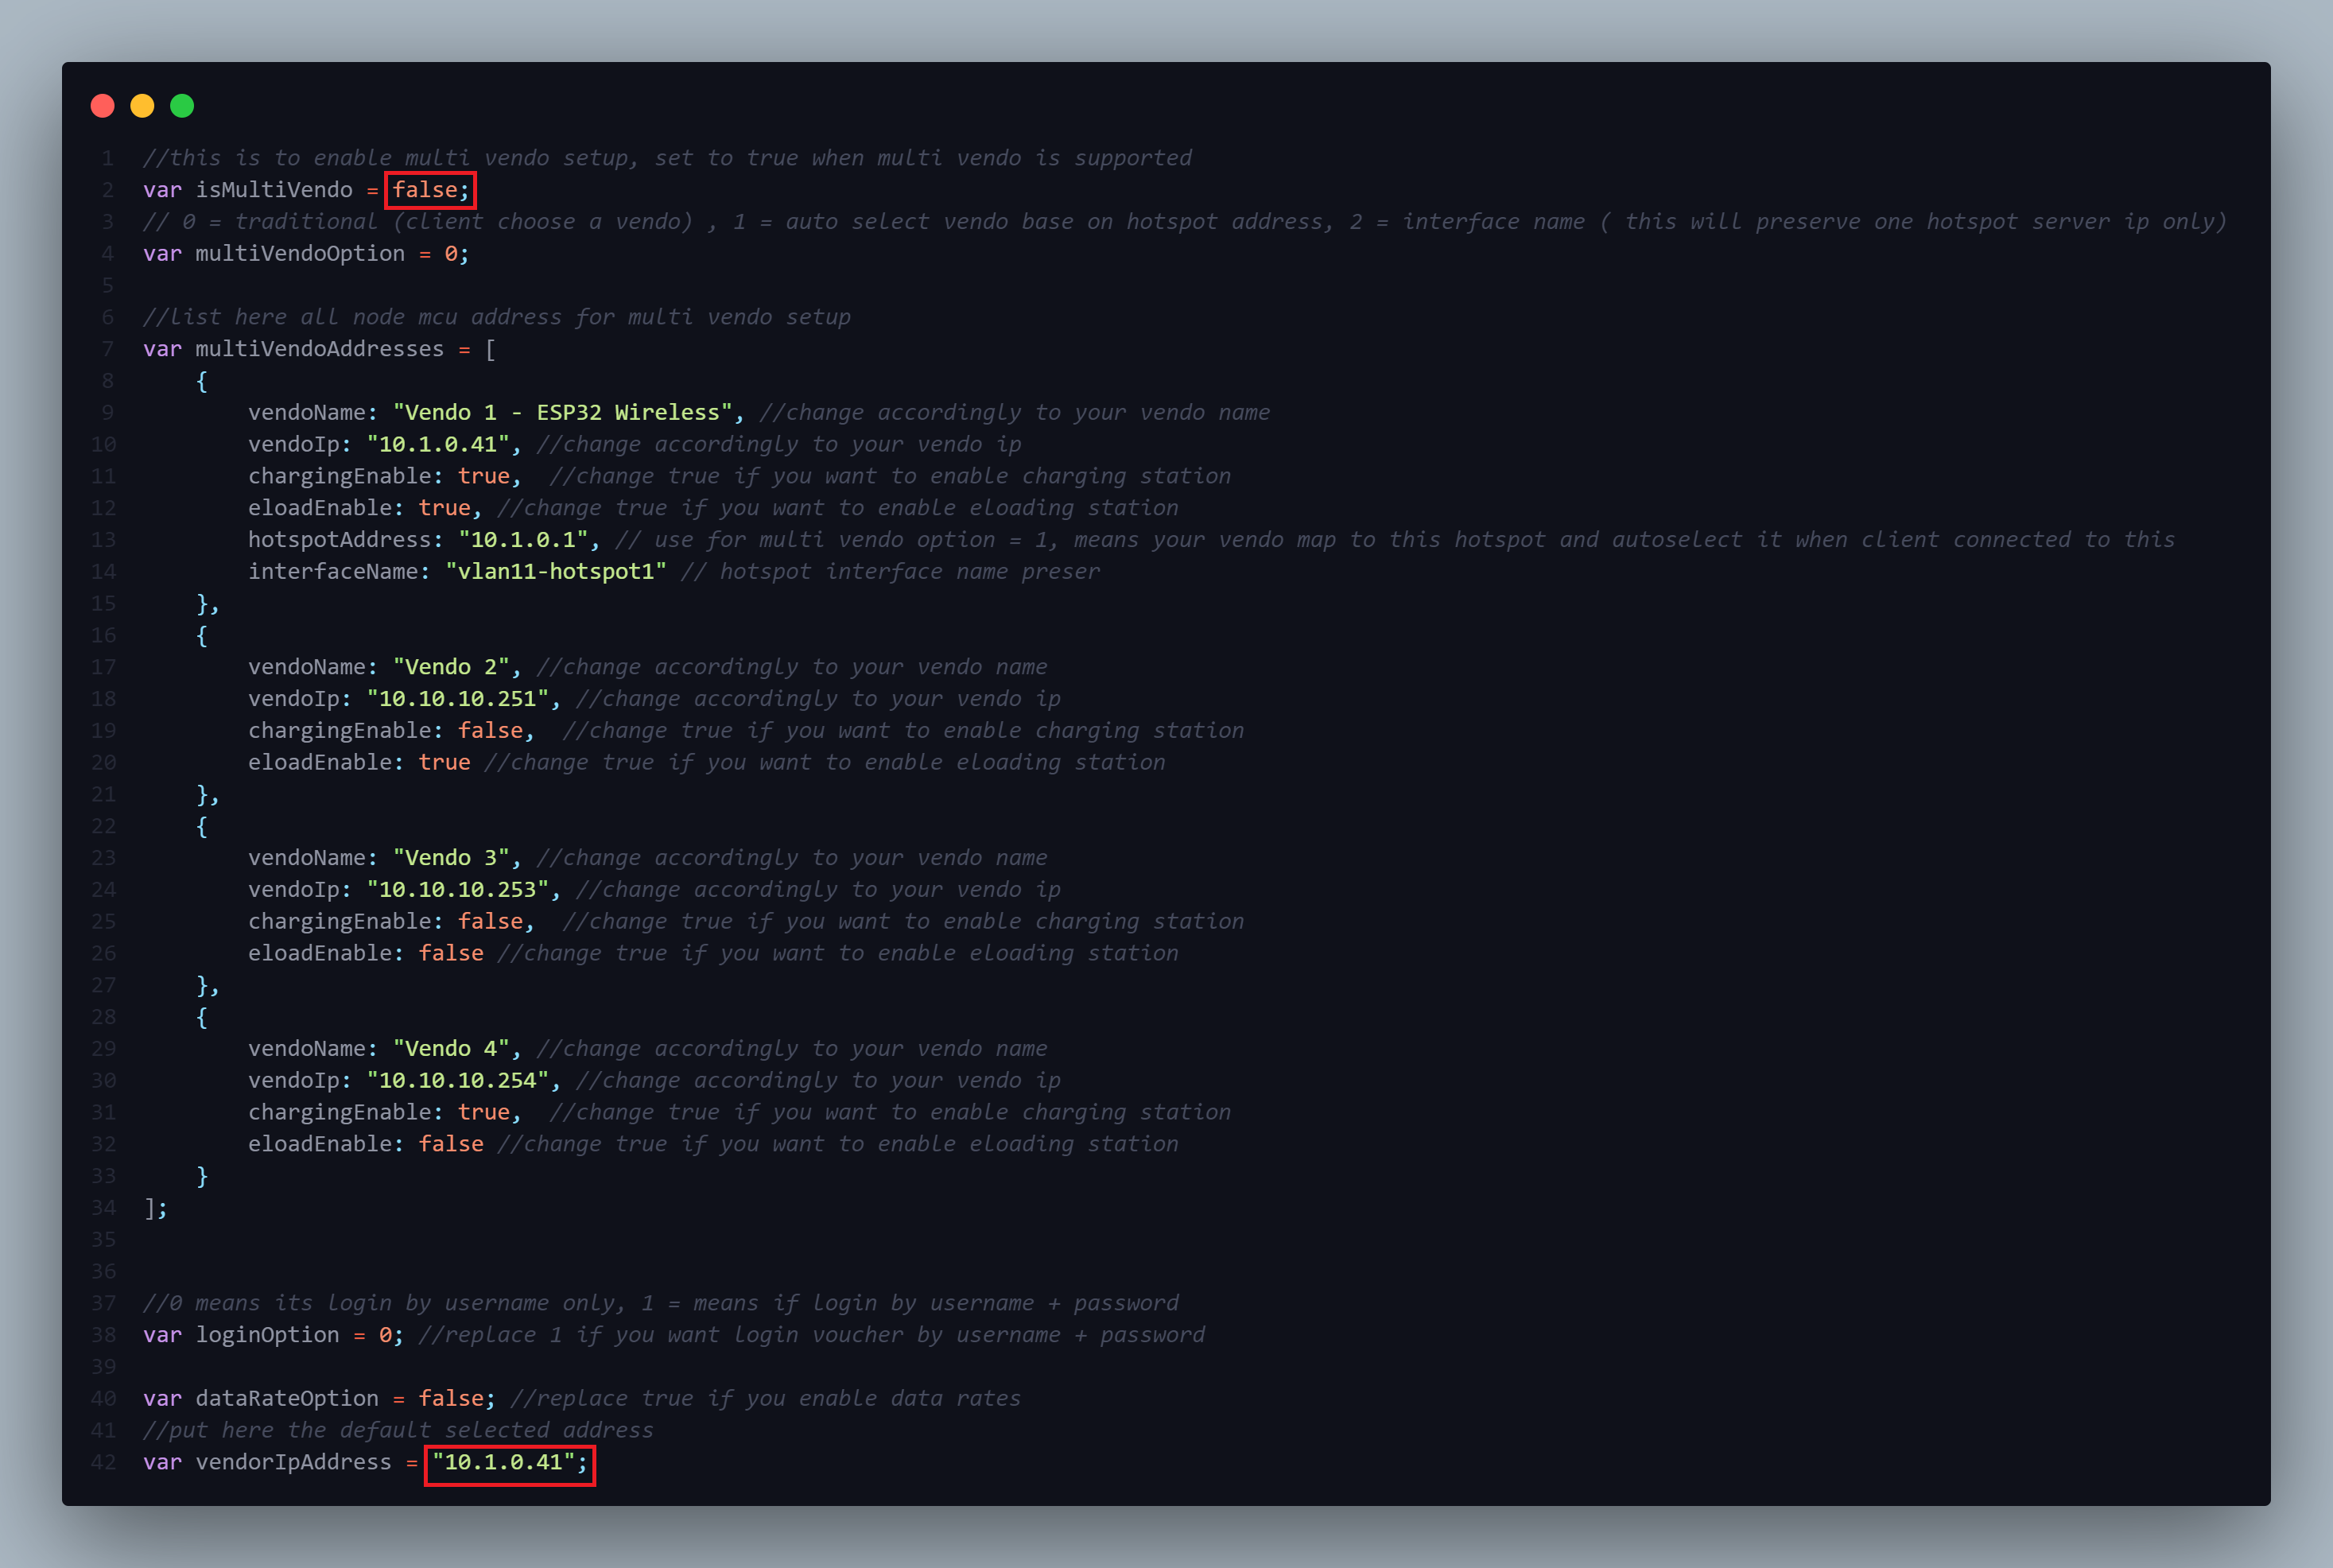 1 //this is to enable multi vendo setup, set to true when multi vendo is supported
2 var isMultiVendo = false;
3 // 0 = traditional (client choose a vendo) , 1 = auto select vendo base on hotspot address, 2 = interface name ( this will preserve one hotspot server ip only)
4 var multiVendoOption = 0;
5
6 //list here all node mcu address for multi vendo setup
7 var multiVendoAddresses = [
8 {
9 vendoName: "Vendo 1 - ESP32 Wireless", //change accordingly to your vendo name
10 vendoIp: "10.1.0.41", //change accordingly to your vendo ip
11 chargingEnable: true,  //change true if you want to enable charging station
12 eloadEnable: true, //change true if you want to enable eloading station
13 hotspotAddress: "10.1.0.1", // use for multi vendo option = 1, means your vendo map to this hotspot and autoselect it when client connected to this
14 interfaceName: "vlan11-hotspot1" // hotspot interface name preser
15 },
16 {
17 vendoName: "Vendo 2", //change accordingly to your vendo name
18 vendoIp: "10.10.10.251", //change accordingly to your vendo ip
19 chargingEnable: false,  //change true if you want to enable charging station
20 eloadEnable: true //change true if you want to enable eloading station
21 },
22 {
23 vendoName: "Vendo 3", //change accordingly to your vendo name
24 vendoIp: "10.10.10.253", //change accordingly to your vendo ip
25 chargingEnable: false,  //change true if you want to enable charging station
26 eloadEnable: false //change true if you want to enable eloading station
27 },
28 {
29 vendoName: "Vendo 4", //change accordingly to your vendo name
30 vendoIp: "10.10.10.254", //change accordingly to your vendo ip
31 chargingEnable: true,  //change true if you want to enable charging station
32 eloadEnable: false //change true if you want to enable eloading station
33 }
34 ];
35
36
37 //0 means its login by username only, 1 = means if login by username + password
38 var loginOption = 0; //replace 1 if you want login voucher by username + password
39
40 var dataRateOption = false; //replace true if you enable data rates
41 //put here the default selected address
42 var vendorIpAddress = "10.1.0.41";